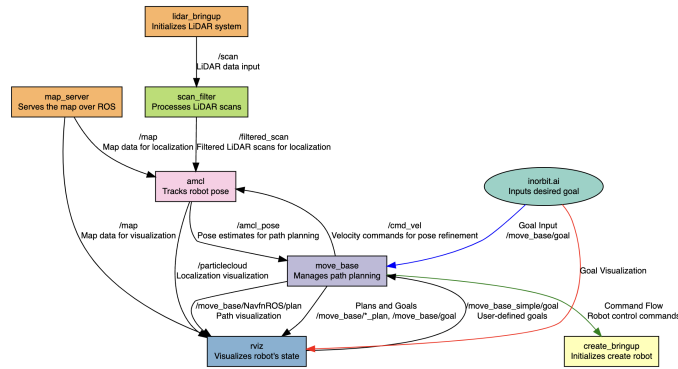 lidar_bringup
Initializes LiDAR system
/scan
LiDAR data input
map_server
Serves the map over ROS
scan_filter
Processes LiDAR scans
/map
Map data for localization
/filtered_scan
Filtered LiDAR scans for localization
amcl
Tracks robot pose
inorbit.ai
Inputs desired goal
/map
Map data for visualization
/amcl_pose
Pose estimates for path planning
/cmd_vel
Velocity commands for pose refinement
Goal Input
/move_base/goal
/particlecloud
Localization visualization
move_base
Manages path planning
Goal Visualization
/move_base/NavfnROS/plan
Path visualization
Plans and Goals
/move_base/*_plan, /move_base/goal
/move_base_simple/goal
User-defined goals
Command Flow
Robot control commands
rviz
Visualizes robot's state
create_bringup
Initializes create robot